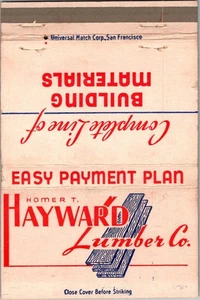 Universal Match Corp., San Francisco
Complete Line of
BUILDING
MATERIALS
EASY PAYMENT PLAN
HOMER T.
HAYWARD
Lumber Co.
Close Cover Before Striking